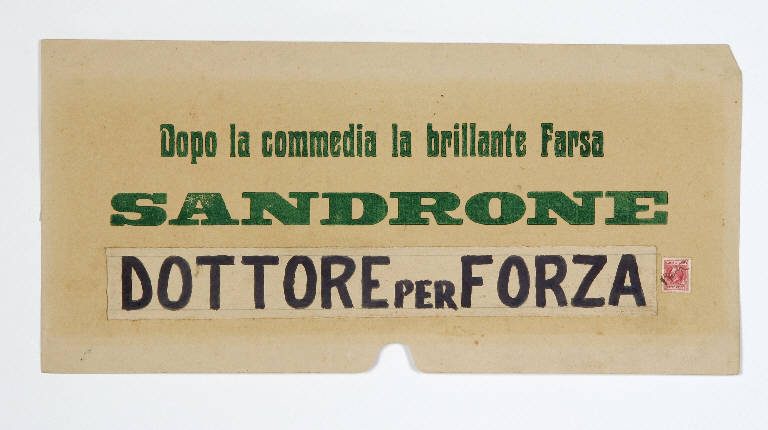 Dopo la commedia la brillante Farsa
SANDRONE
DOTTORE PER FORZA